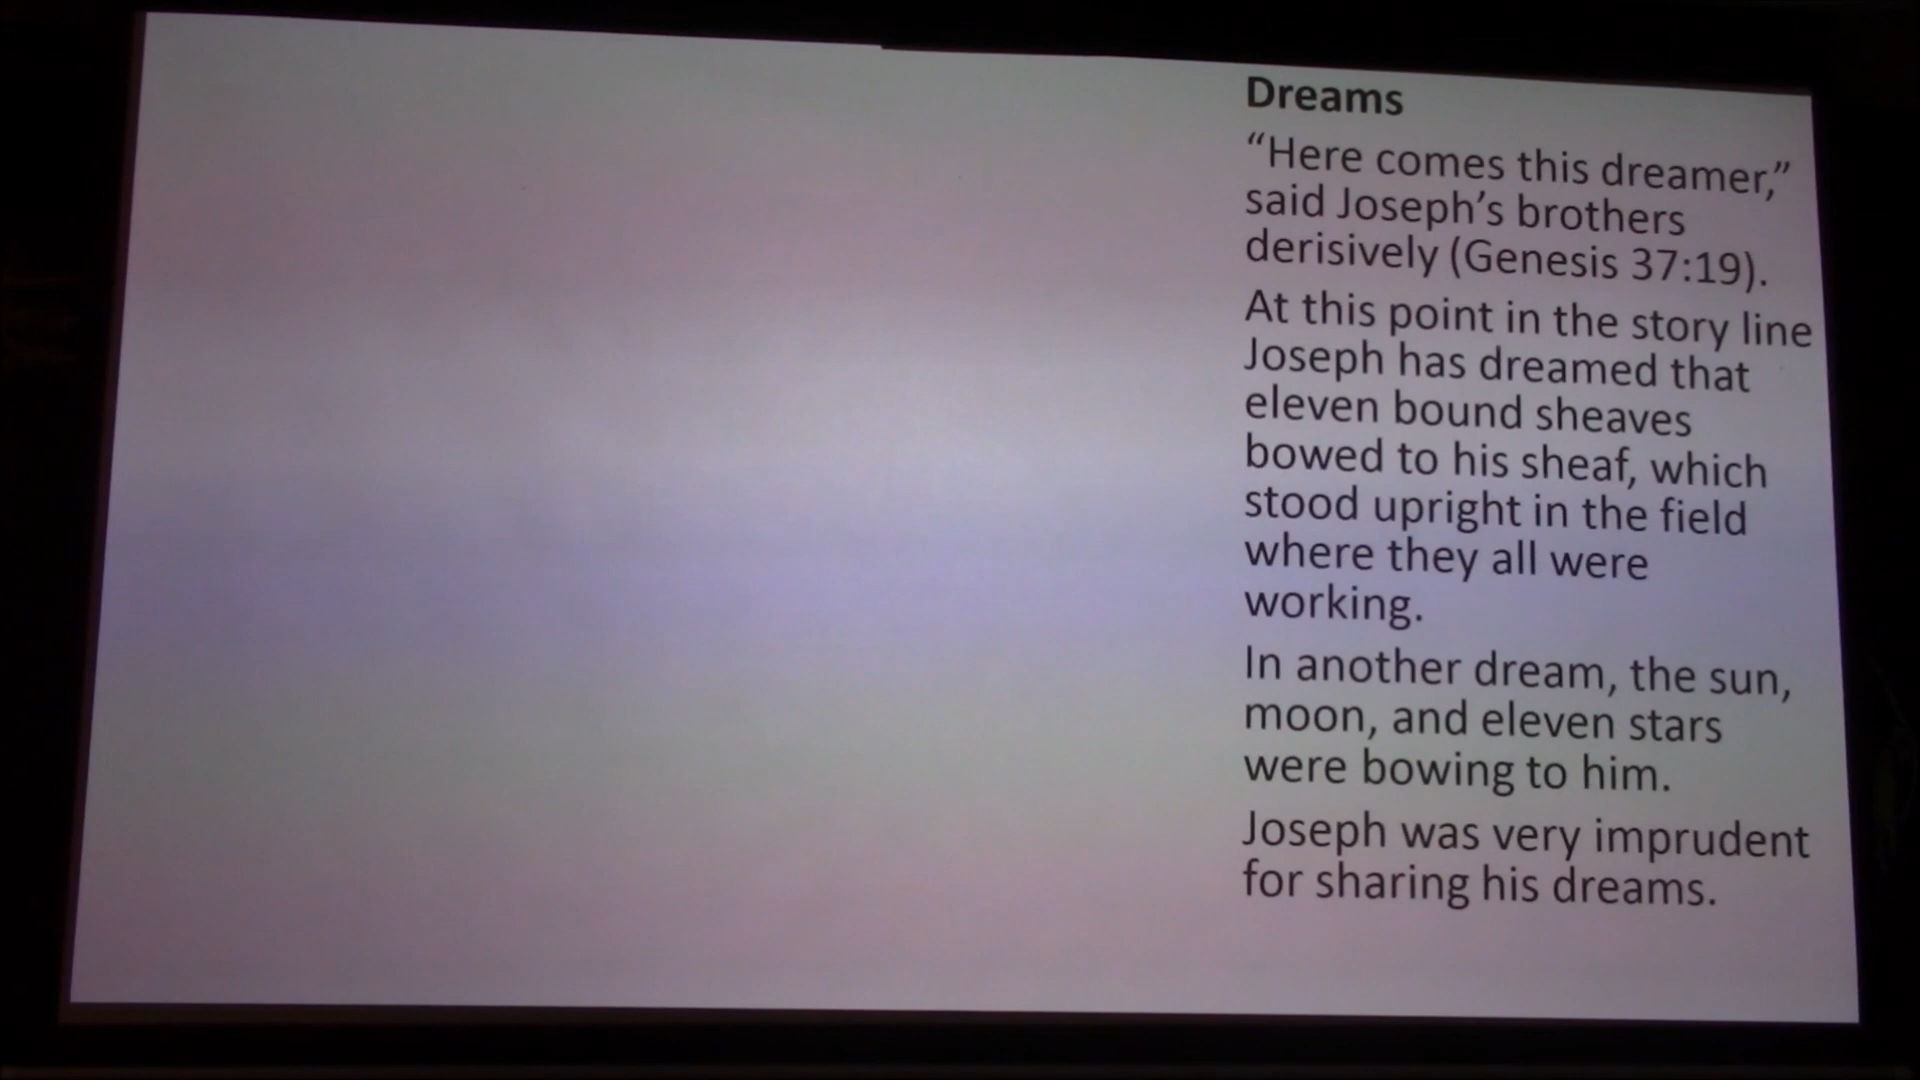 Dreams
“Here comes this dreamer,”
said Joseph’s brothers
derisively (Genesis 37:19).
At this point in the story line
Joseph has dreamed that
eleven bound sheaves
bowed to his sheaf, which
stood upright in the field
where they all were
working.
In another dream, the sun,
moon, and eleven stars
were bowing to him.
Joseph was very imprudent
for sharing his dreams.